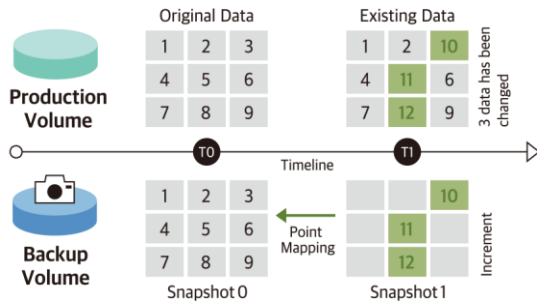 Original Data
Existing Data
Production
Volume
1 2 3
4 5 6
7 8 9
1 2 10
4 11 6
7 12 9
3 data has been
changed
T0
T1
Timeline
Backup
Volume
1 2 3
4 5 6
7 8 9
Point
Mapping
10
11
12
Increment
Snapshot 0
Snapshot 1